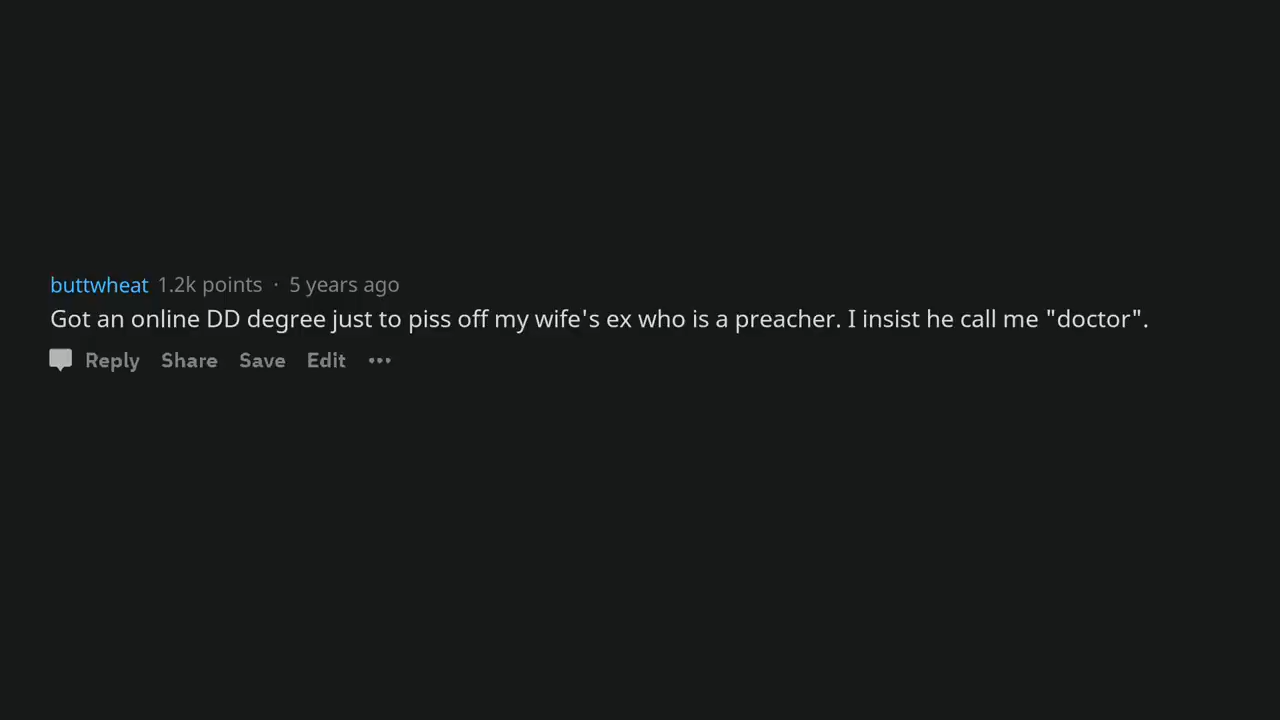 buttwheat 1.2k points · 5 years ago
Got an online DD degree just to piss off my wife's ex who is a preacher. I insist he call me "doctor".
Reply Share Save Edit •••